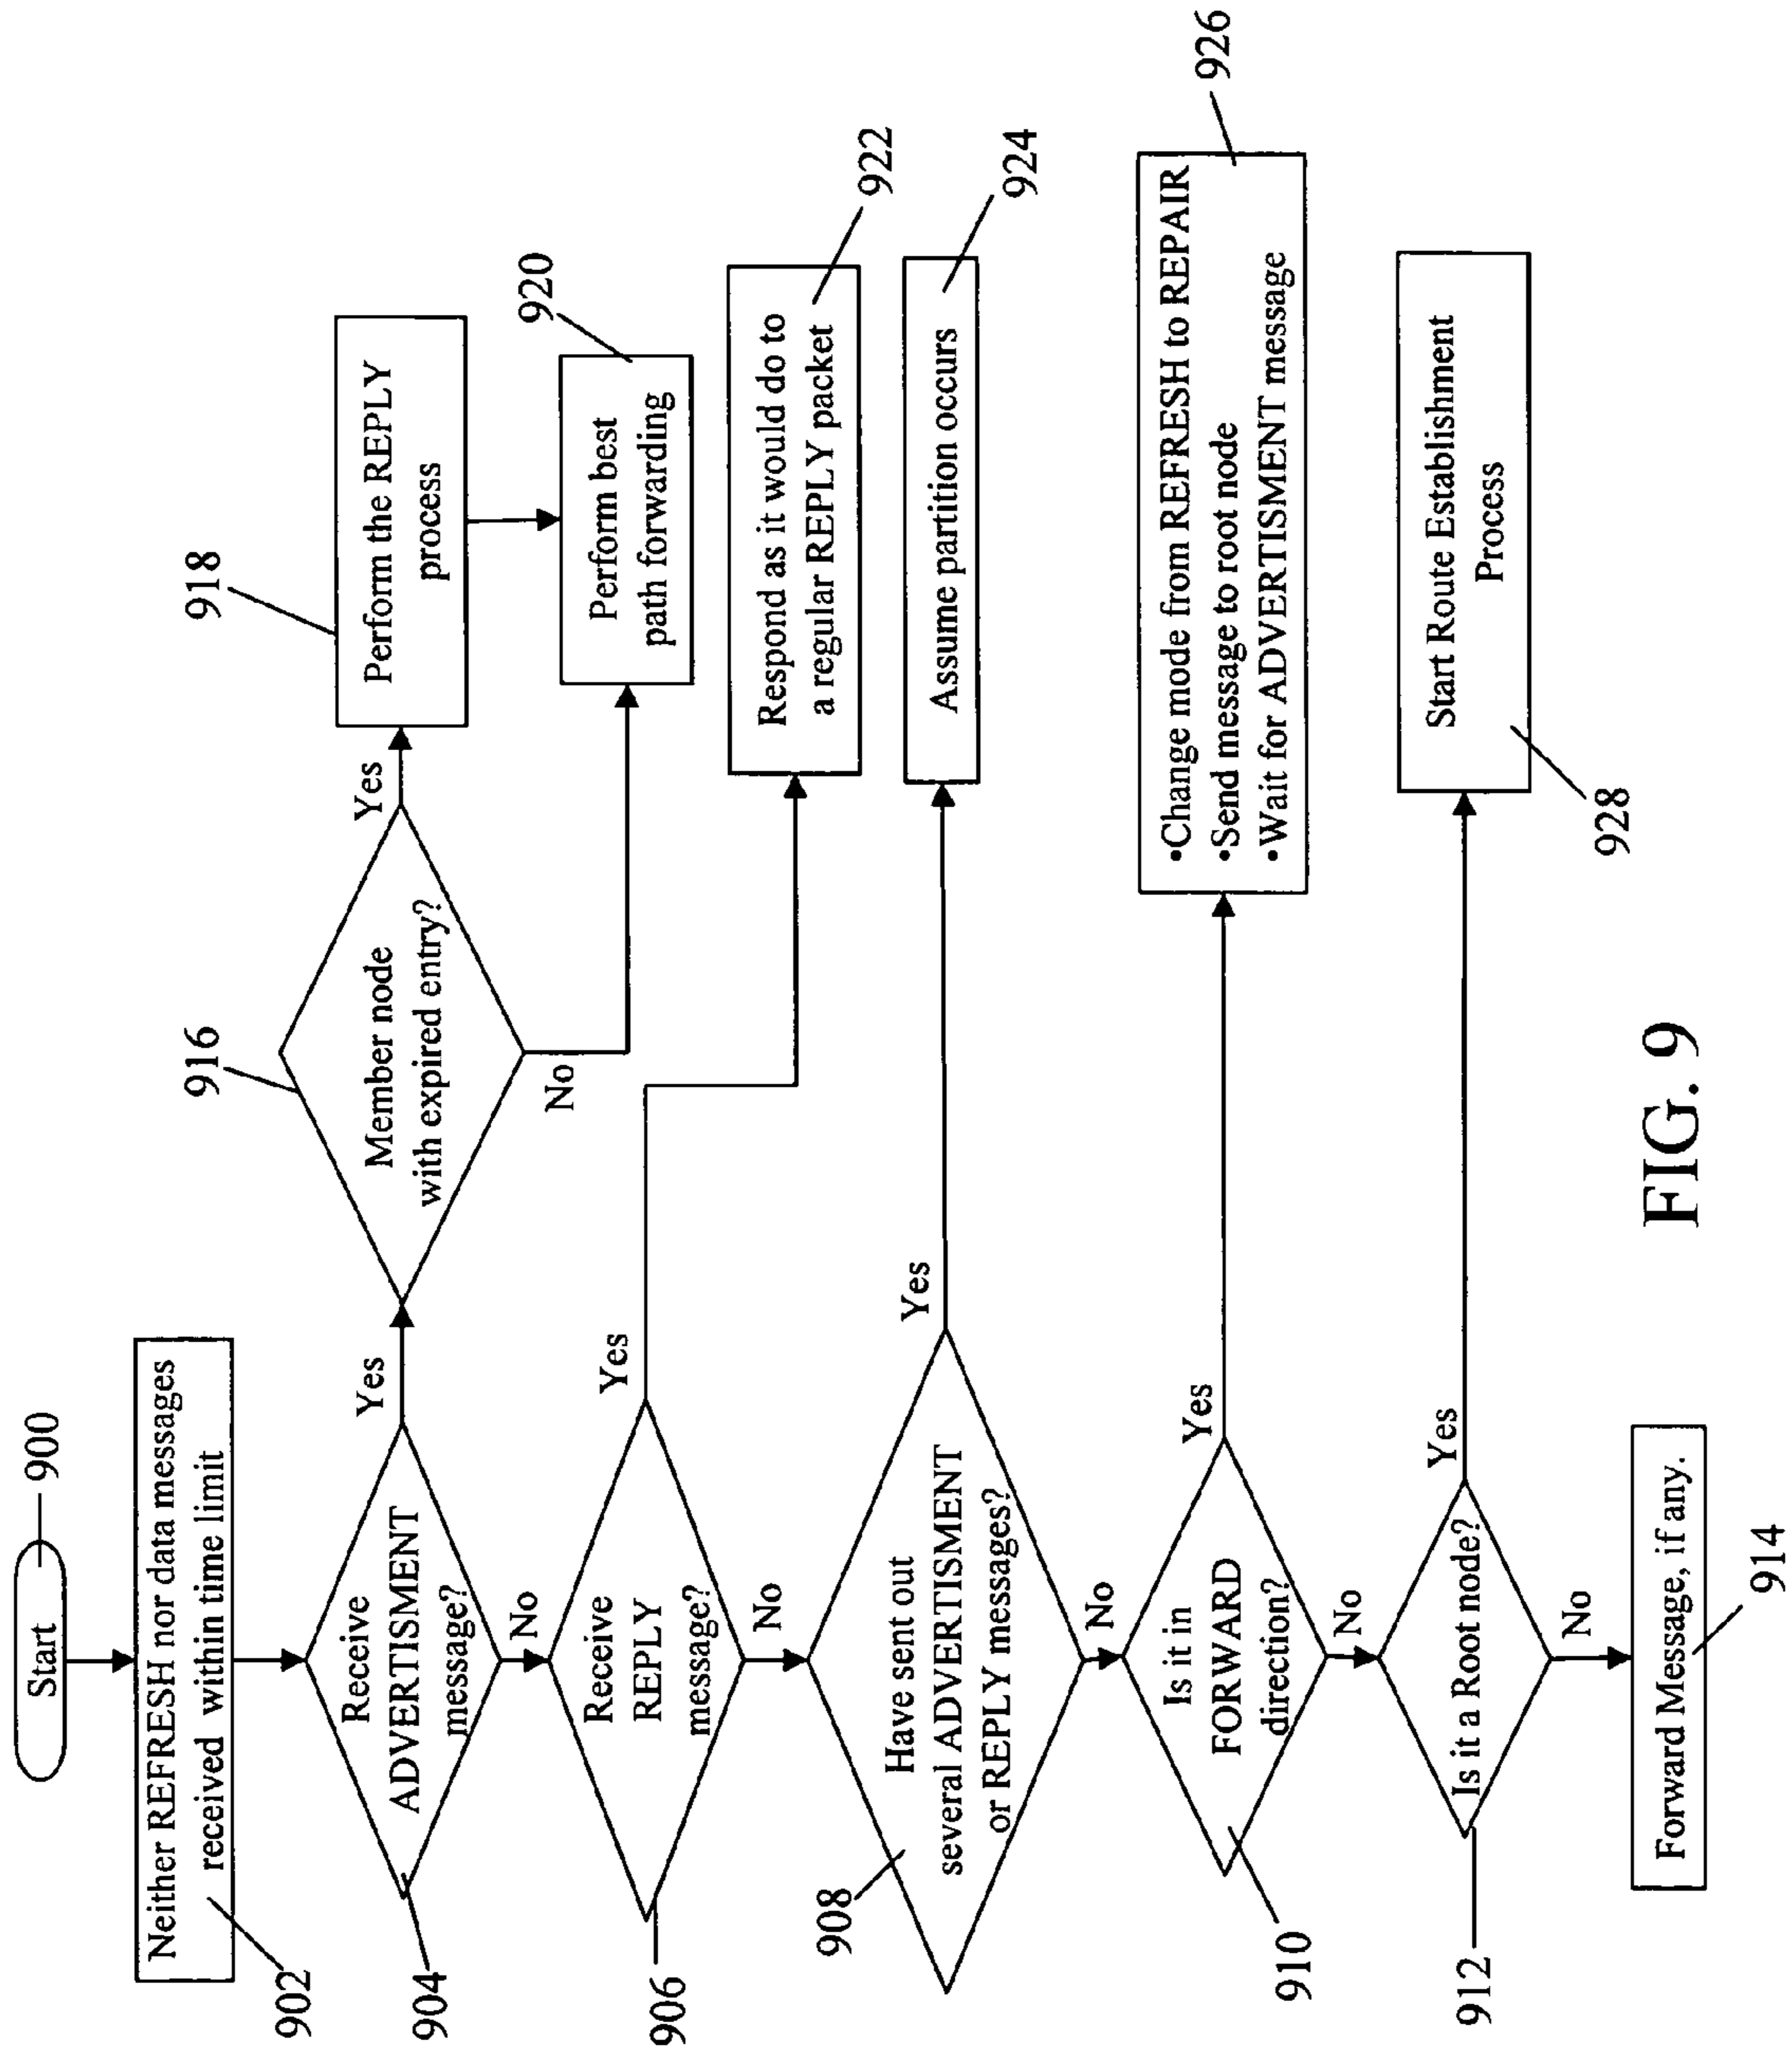 Start
900
Neither REFRESH nor data messages
received within time limit
902
Receive
ADVERTISMENT
message?
904
Yes
No
Member node
with expired entry?
916
Yes
No
Perform the REPLY
process
918
Perform best
path forwarding
920
Receive
REPLY
message?
906
Yes
No
Respond as it would do to
a regular REPLY packet
922
Have sent out
several ADVERTISMENT
or REPLY messages?
908
Yes
No
Assume partition occurs
924
Is it in
FORWARD
direction?
910
Yes
No
•Change mode from REFRESH to REPAIR
•Send message to root node
•Wait for ADVERTISMENT message
926
Is it a Root node?
912
Yes
No
Start Route Establishment
Process
928
Forward Message, if any.
914
FIG. 9